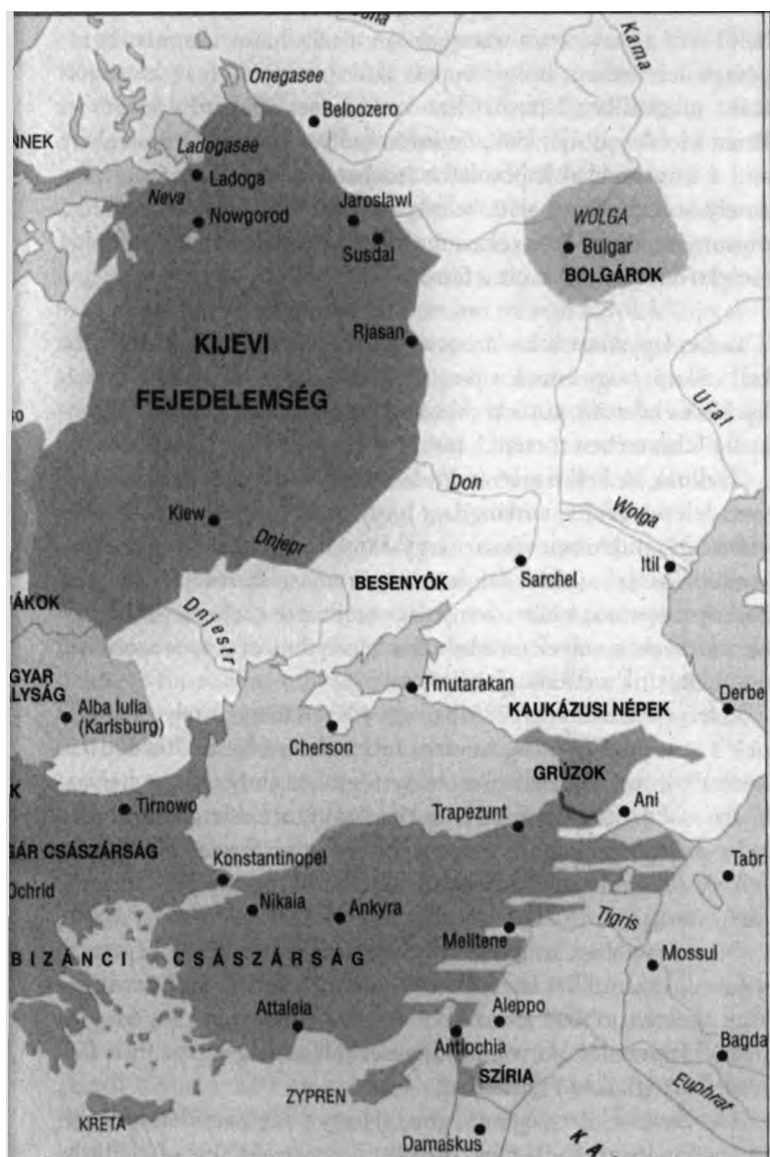 Kama
Onegasee
Beloozero
NNEK
Ladogasee
Ladoga
Neva
Nowgorod
Jaroslawl
Susdal
WOLGA
Bulgar
BOLGÁROK
KIJEVI
FEJEDELEMSÉG
Rjasan
Ural
Don
Wolga
Kiew
Dnjepr
Itil
BESENYŐK
Sarchel
ÁKOK
Dnjestr
GYAR
ÁLYSÁG
Alba Iulia
(Karlsburg)
Tmutarakan
Cherson
Derbe
KAUKÁZUSI NÉPEK
GRÚZOK
K
Tirnowo
Trapezunt
Ani
GÁR CSÁSZÁRSÁG
Konstantinopel
Tabri
Ochrid
Nikaia
Ankyra
Tigris
Melitene
BIZÁNCI CSÁSZÁRSÁG
Mossul
Attaleia
Aleppo
Antiochia
Bagda
SZÍRIA
Euphrat
ZYPREN
KRETA
Damaskus
K A